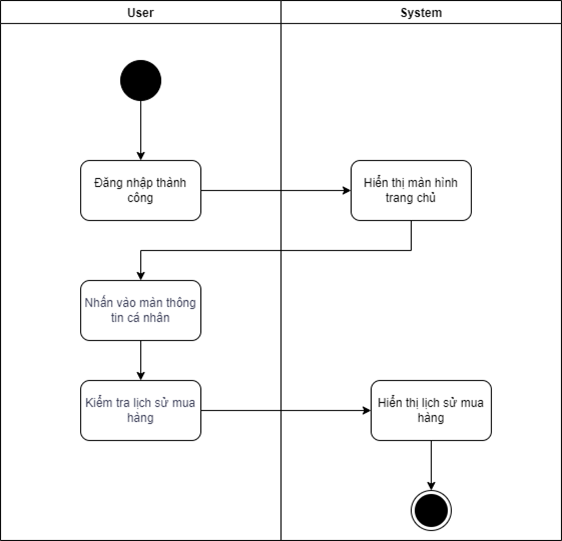 User
System
Đăng nhập thành
công
Hiển thị màn hình
trang chủ
Nhấn vào màn thông
tin cá nhân
Kiểm tra lịch sử mua
hàng
Hiển thị lịch sử mua
hàng